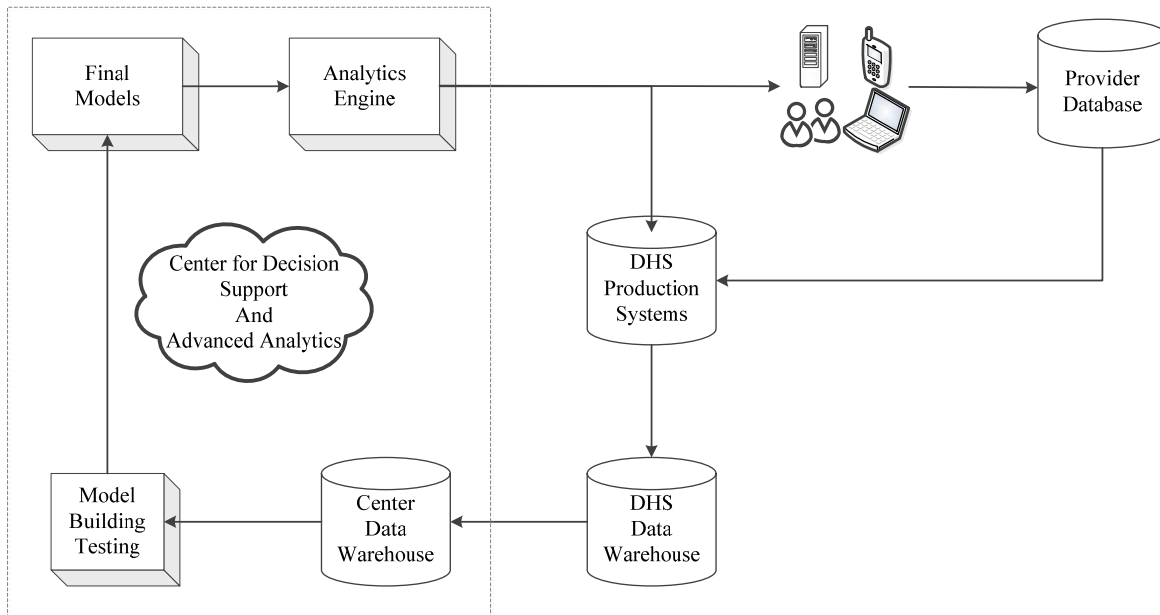 Final
Models
Analytics
Engine
Provider
Database
Center for Decision
Support
And
Advanced Analytics
DHS
Production
Systems
Model
Building
Testing
Center
Data
Warehouse
DHS
Data
Warehouse